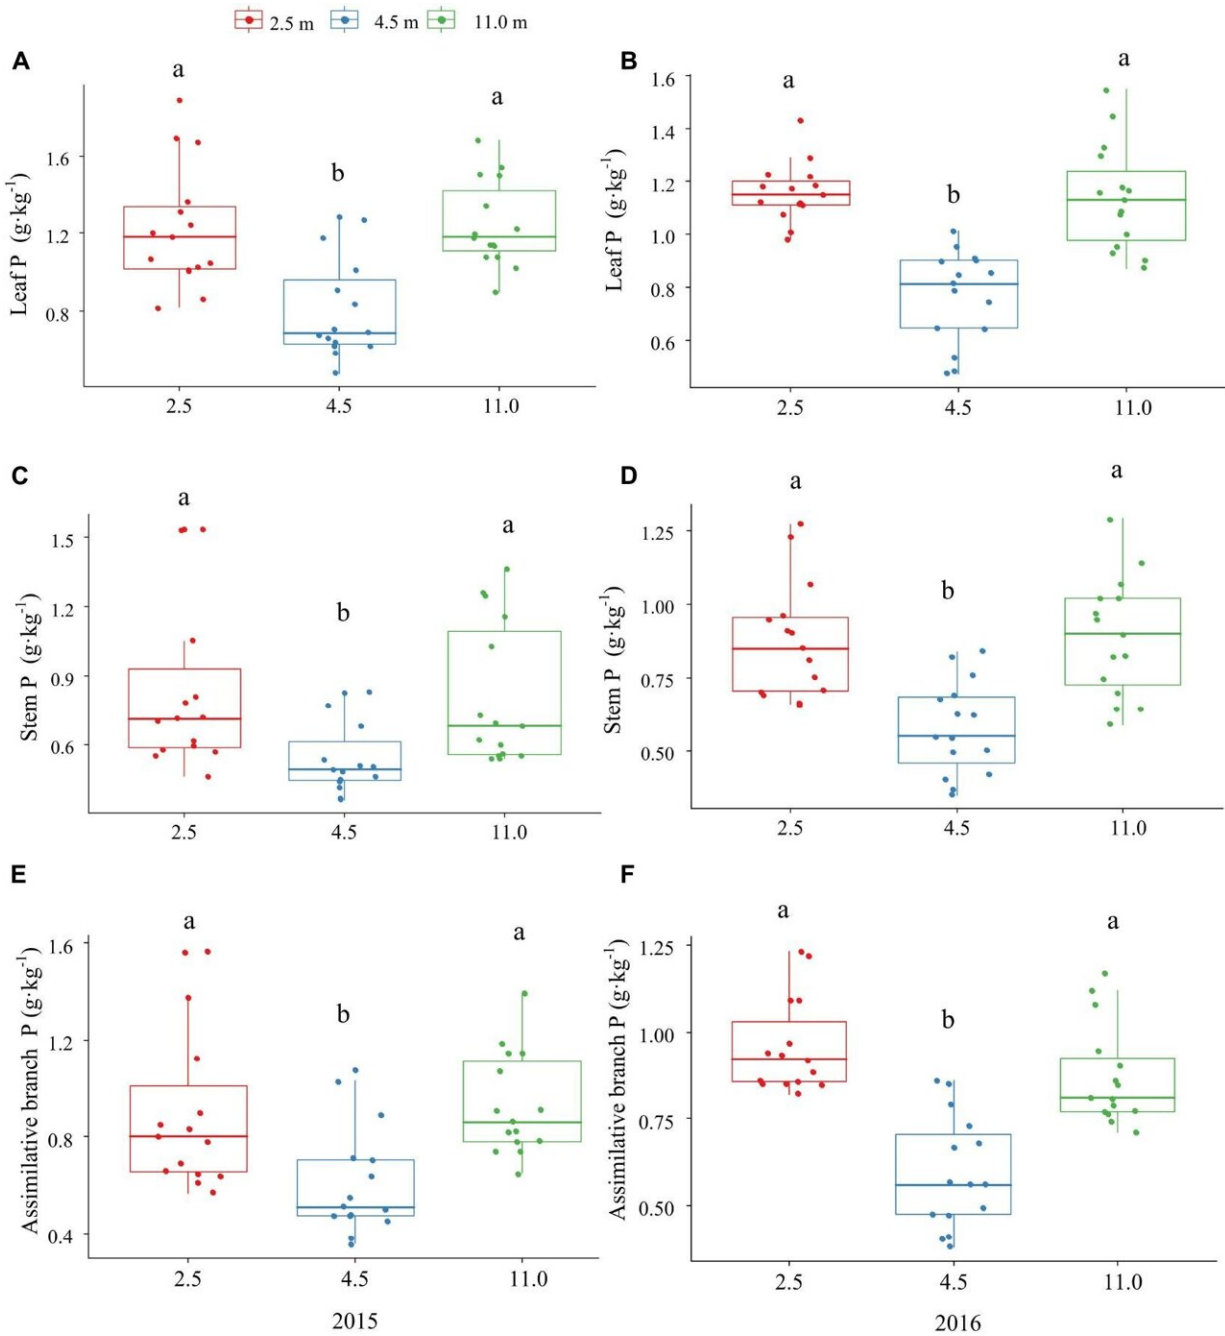 2.5 m 4.5 m 11.0 m
A
a
b
a
Leaf P (g·kg-1)
1.6
1.2
0.8
2.5 4.5 11.0
B
a
b
a
Leaf P (g·kg-1)
1.6
1.4
1.2
1.0
0.8
0.6
2.5 4.5 11.0
C
a
b
a
Stem P (g·kg-1)
1.5
1.2
0.9
0.6
2.5 4.5 11.0
D
a
b
a
Stem P (g·kg-1)
1.25
1.00
0.75
0.50
2.5 4.5 11.0
E
a
b
a
Assimilative branch P (g·kg-1)
1.6
1.2
0.8
0.4
2.5 4.5 11.0
2015
F
a
b
a
Assimilative branch P (g·kg-1)
1.25
1.00
0.75
0.50
2.5 4.5 11.0
2016